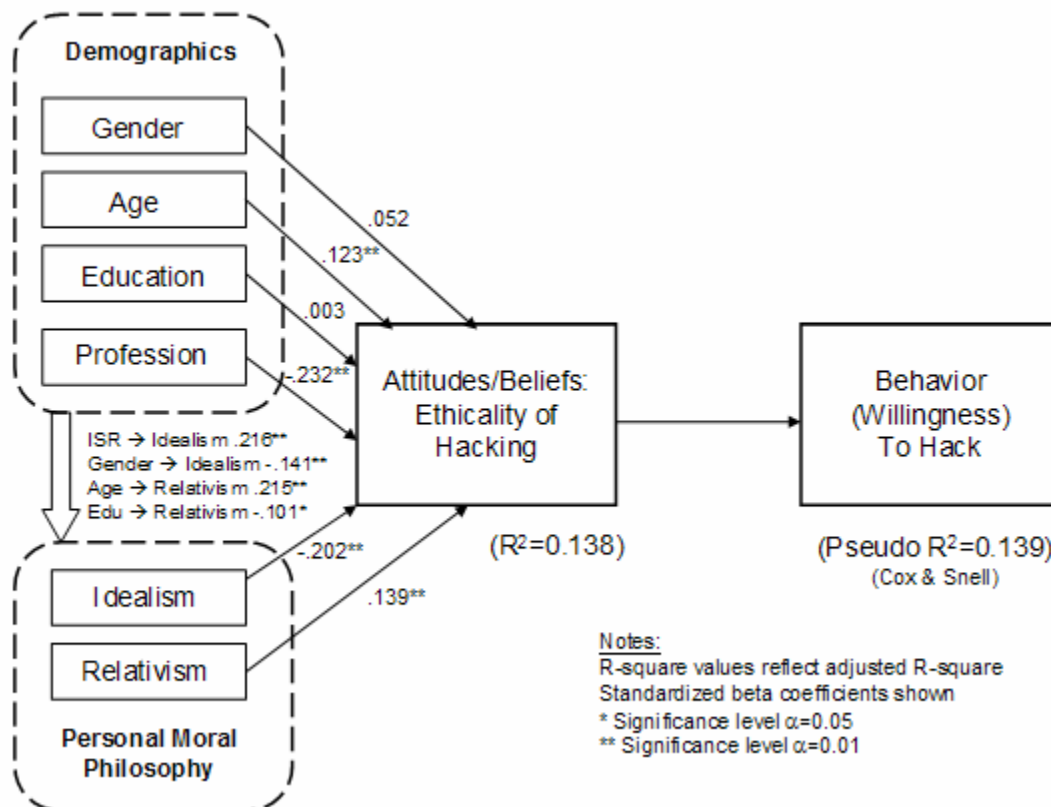 Demographics
Gender
Age
Education
Profession
.052
.123**
.003
-.232**
ISR → Idealism .216**
Gender → Idealism -.141**
Age → Relativism .215**
Edu → Relativism -.101*
Attitudes/Beliefs:
Ethicality of
Hacking
(R²=0.138)
Behavior
(Willingness)
To Hack
(Pseudo R²=0.139)
(Cox & Snell)
-.202**
.139**
Idealism
Relativism
Personal Moral
Philosophy
Notes:
R-square values reflect adjusted R-square
Standardized beta coefficients shown
* Significance level α=0.05
** Significance level α=0.01